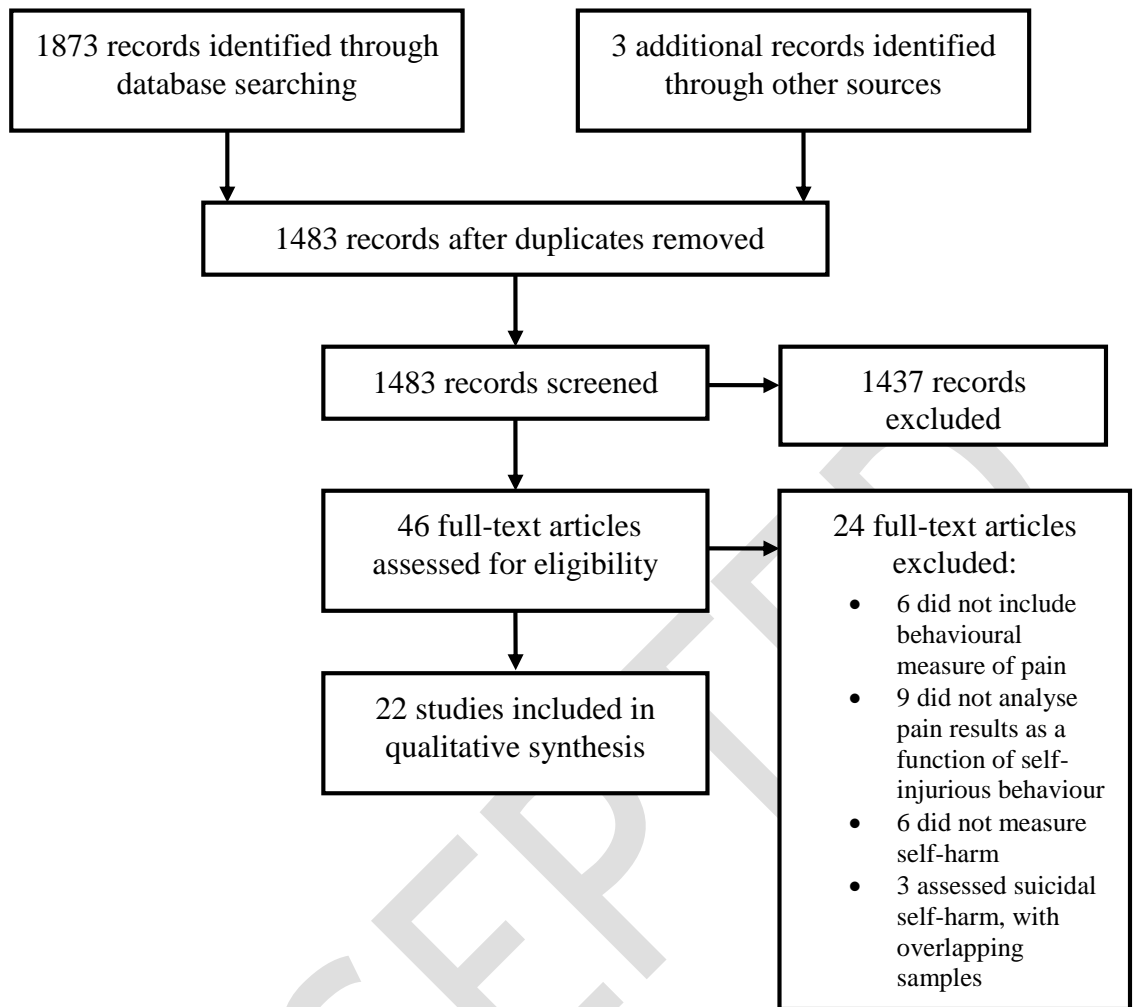 1873 records identified through
database searching
3 additional records identified
through other sources
1483 records after duplicates removed
1483 records screened
1437 records
excluded
46 full-text articles
assessed for eligibility
24 full-text articles
excluded:
• 6 did not include
behavioural
measure of pain
• 9 did not analyse
pain results as a
function of self-
injurious behaviour
• 6 did not measure
self-harm
• 3 assessed suicidal
self-harm, with
overlapping
samples
22 studies included in
qualitative synthesis